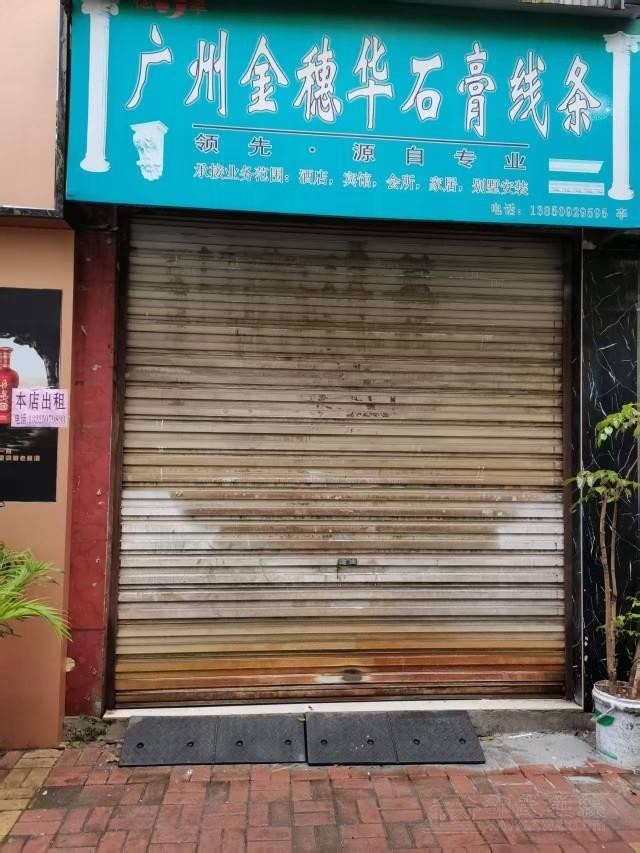 广州金穗华石膏线条
领先·源自专业
承接业务范围：酒店，宾馆，会所，家居，别墅安装
电话：13850929595 李
本店出租